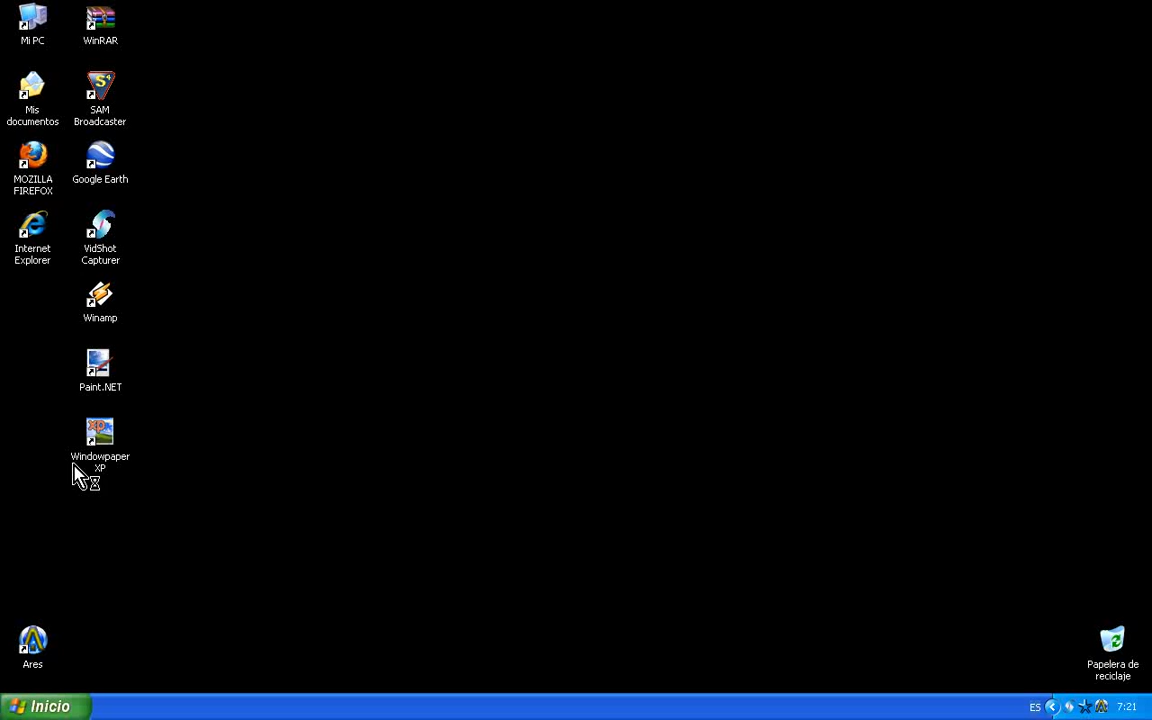 Mi PC
WinRAR
Mis
documentos
SAM
Broadcaster
MOZILLA
FIREFOX
Google Earth
Internet
Explorer
VidShot
Capturer
Winamp
Paint.NET
xp
Windowpaper
XP
Ares
Papelera de
reciclaje
Inicio
ES
7:21